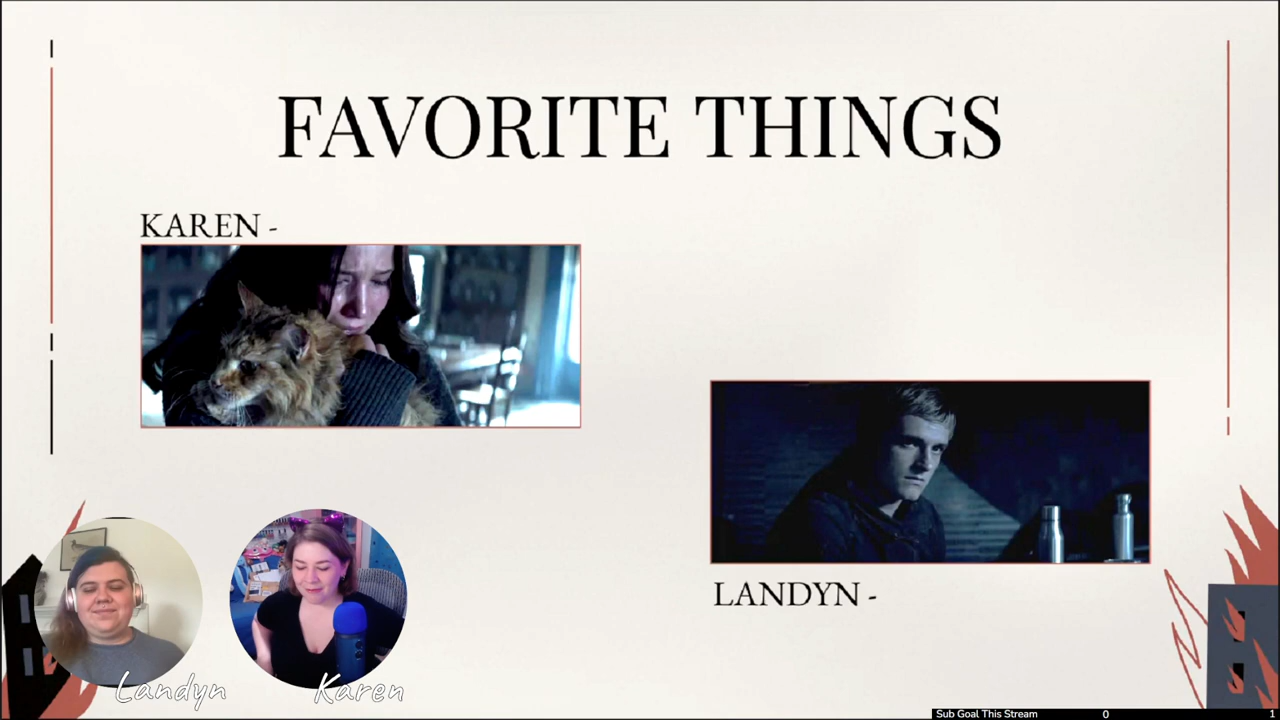 FAVORITE THINGS
KAREN -
LANDYN -
Landyn
Karen
Sub Goal This Stream 0 1